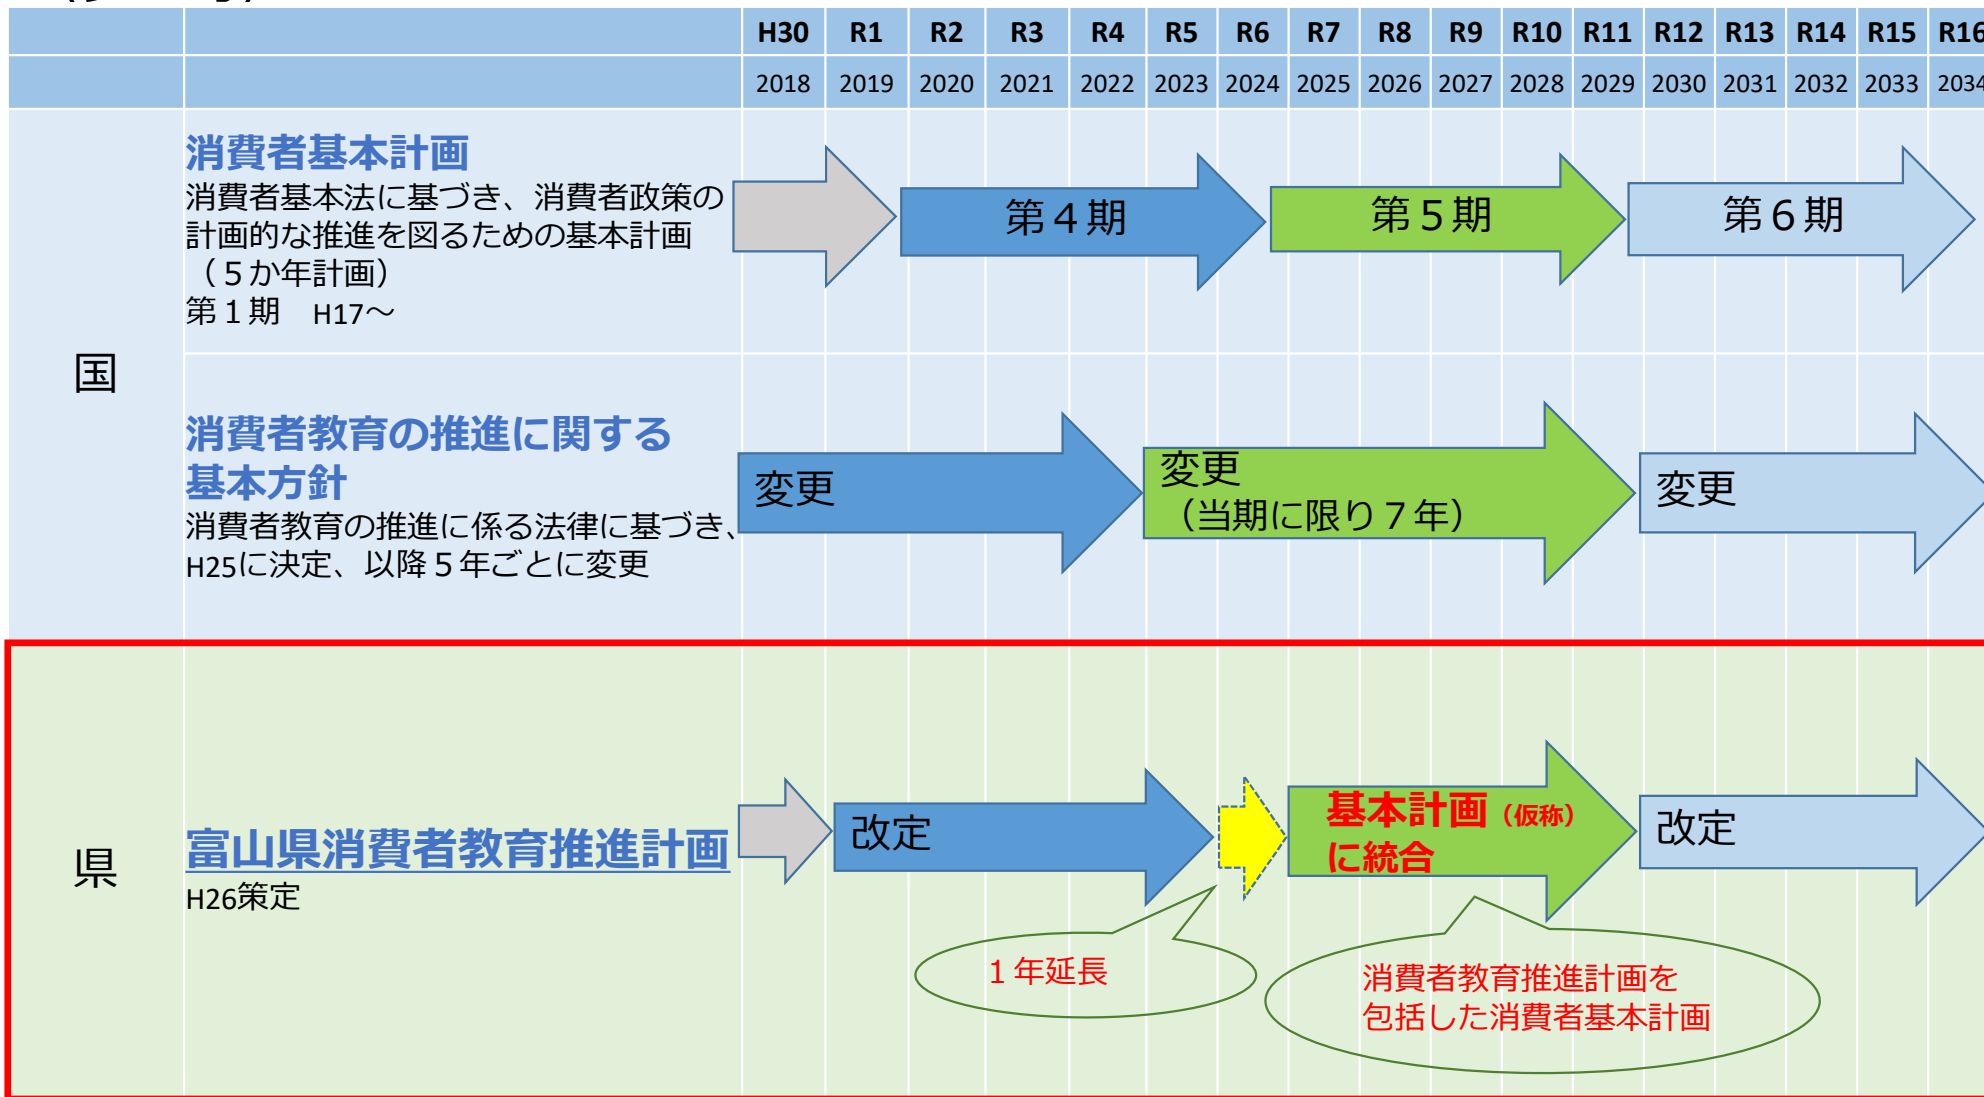 H30 R1 R2 R3 R4 R5 R6 R7 R8 R9 R10 R11 R12 R13 R14 R15 R16
2018 2019 2020 2021 2022 2023 2024 2025 2026 2027 2028 2029 2030 2031 2032 2033 2034
国
消費者基本計画
消費者基本法に基づき、消費者政策の
計画的な推進を図るための基本計画
（５か年計画）
第１期　H17～
第４期
第５期
第６期
消費者教育の推進に関する
基本方針
消費者教育の推進に係る法律に基づき、
H25に決定、以降５年ごとに変更
変更
変更
（当期に限り７年）
変更
県
富山県消費者教育推進計画
H26策定
改定
基本計画（仮称）
に統合
改定
１年延長
消費者教育推進計画を
包括した消費者基本計画